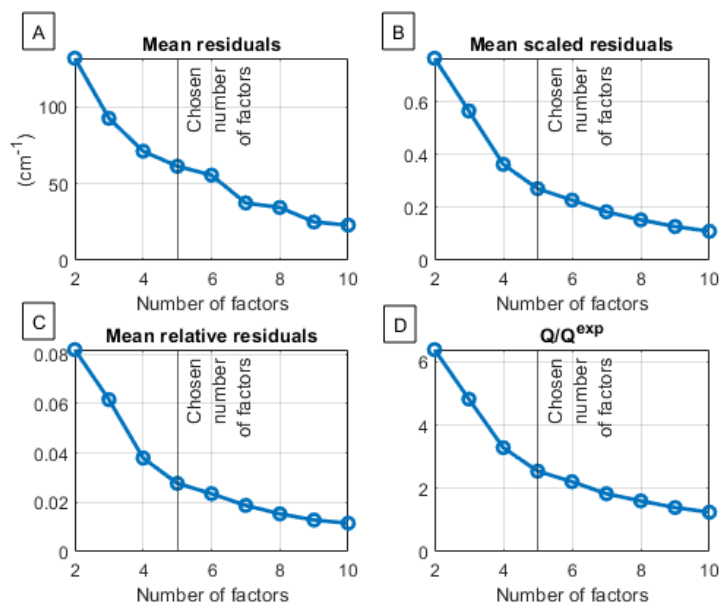 A
Mean residuals
(cm⁻¹)
100
50
0
Chosen
number
of factors
2 4 6 8 10
Number of factors
B
Mean scaled residuals
0.6
0.4
0.2
0
Chosen
number
of factors
2 4 6 8 10
Number of factors
C
Mean relative residuals
0.08
0.06
0.04
0.02
0
Chosen
number
of factors
2 4 6 8 10
Number of factors
D
Q/Q^exp
6
4
2
0
Chosen
number
of factors
2 4 6 8 10
Number of factors